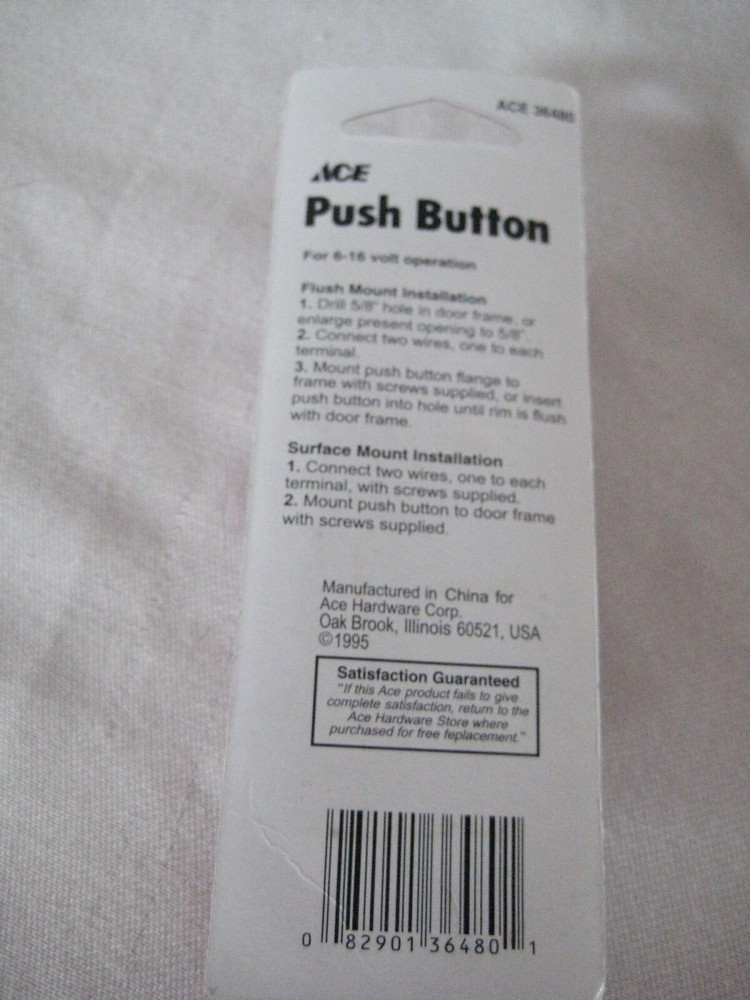 ACE 36480
ACE
Push Button
For 6-16 volt operation
Flush Mount Installation
1. Drill 5/8" hole in door frame, or
enlarge present opening to 5/8".
2. Connect two wires, one to each
terminal.
3. Mount push button flange to
frame with screws supplied, or insert
push button into hole until rim is flush
with door frame.
Surface Mount Installation
1. Connect two wires, one to each
terminal, with screws supplied.
2. Mount push button to door frame
with screws supplied.
Manufactured in China for
Ace Hardware Corp.
Oak Brook, Illinois 60521, USA
©1995
Satisfaction Guaranteed
"If this Ace product fails to give
complete satisfaction, return to the
Ace Hardware Store where
purchased for free feplacement."
0 82901 36480 1